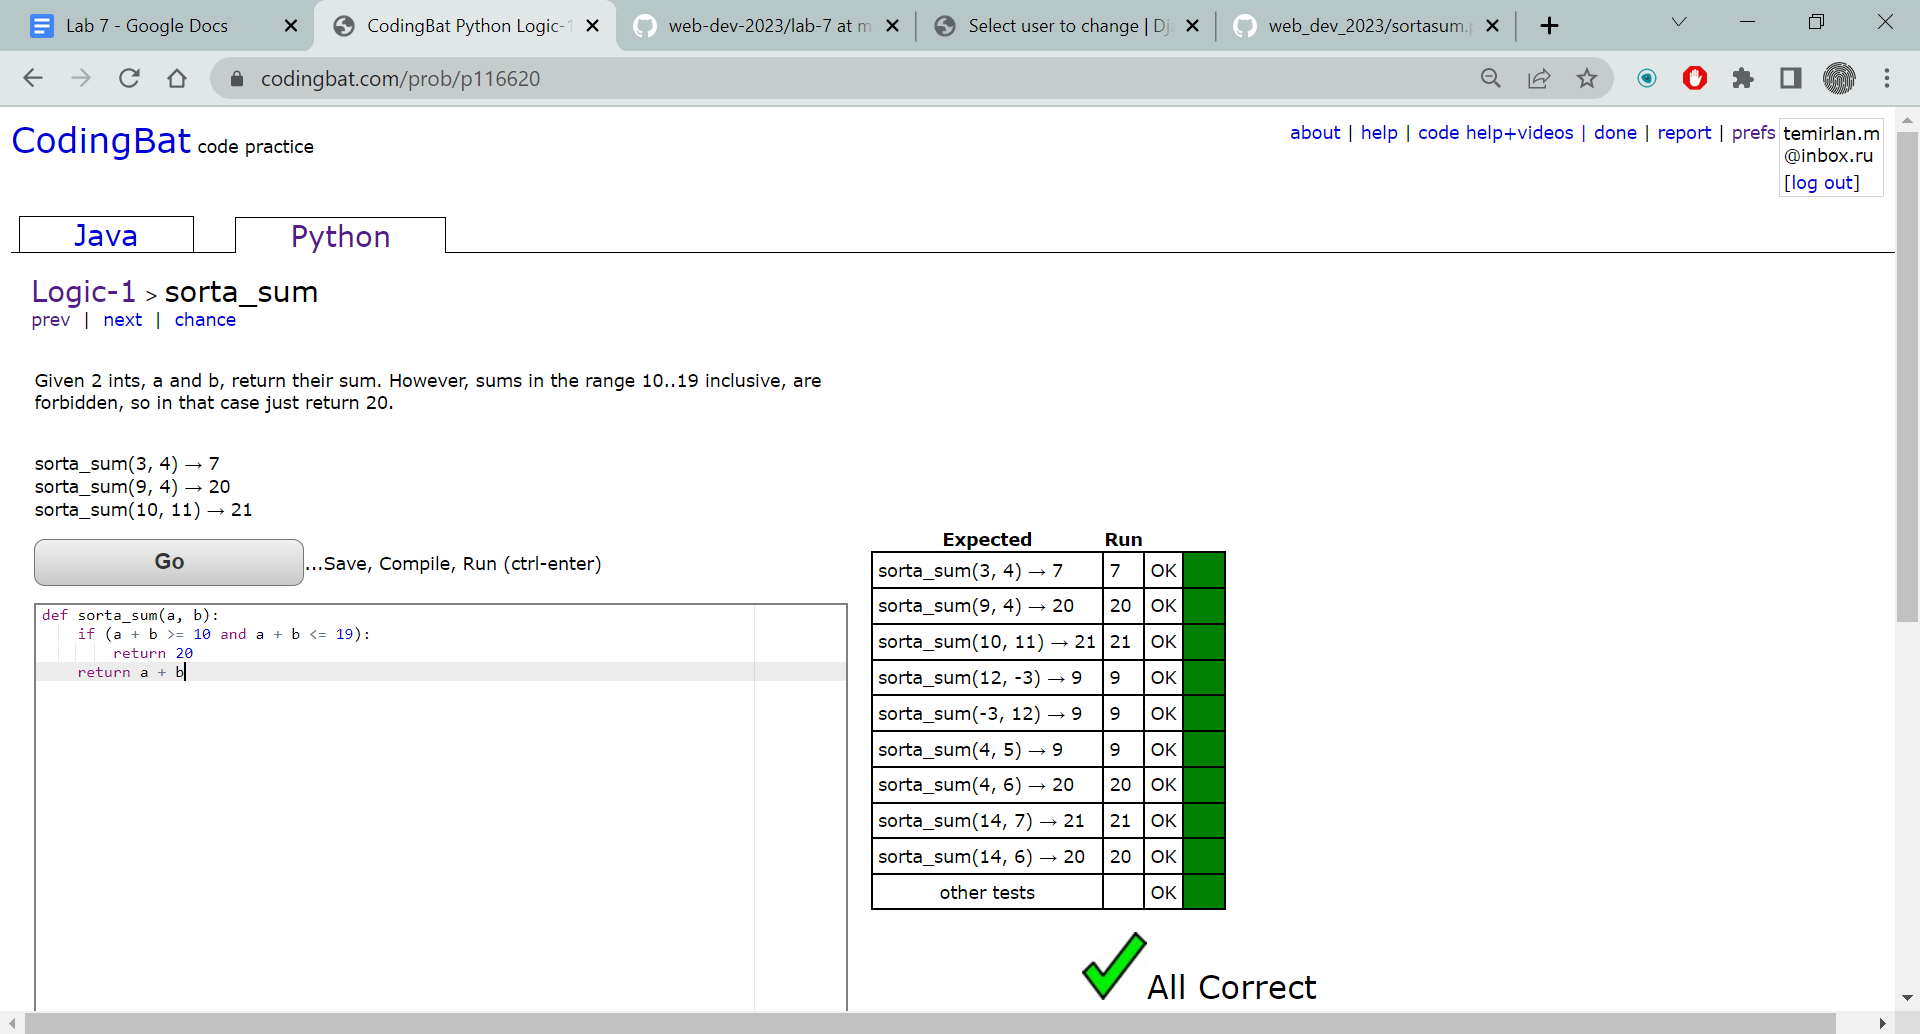 Lab 7 - Google Docs
CodingBat Python Logic-1
web-dev-2023/lab-7 at m
Select user to change | Dja
web_dev_2023/sortasum.p
codingbat.com/prob/p116620
CodingBat code practice
about | help | code help+videos | done | report | prefs
temirlan.m
@inbox.ru
[log out]
Java
Python
Logic-1 > sorta_sum
prev | next | chance
Given 2 ints, a and b, return their sum. However, sums in the range 10..19 inclusive, are
forbidden, so in that case just return 20.
sorta_sum(3, 4) → 7
sorta_sum(9, 4) → 20
sorta_sum(10, 11) → 21
Go
...Save, Compile, Run (ctrl-enter)
def sorta_sum(a, b):
    if (a + b >= 10 and a + b <= 19):
        return 20
    return a + b
Expected Run
sorta_sum(3, 4) → 7 7 OK
sorta_sum(9, 4) → 20 20 OK
sorta_sum(10, 11) → 21 21 OK
sorta_sum(12, -3) → 9 9 OK
sorta_sum(-3, 12) → 9 9 OK
sorta_sum(4, 5) → 9 9 OK
sorta_sum(4, 6) → 20 20 OK
sorta_sum(14, 7) → 21 21 OK
sorta_sum(14, 6) → 20 20 OK
other tests OK
All Correct